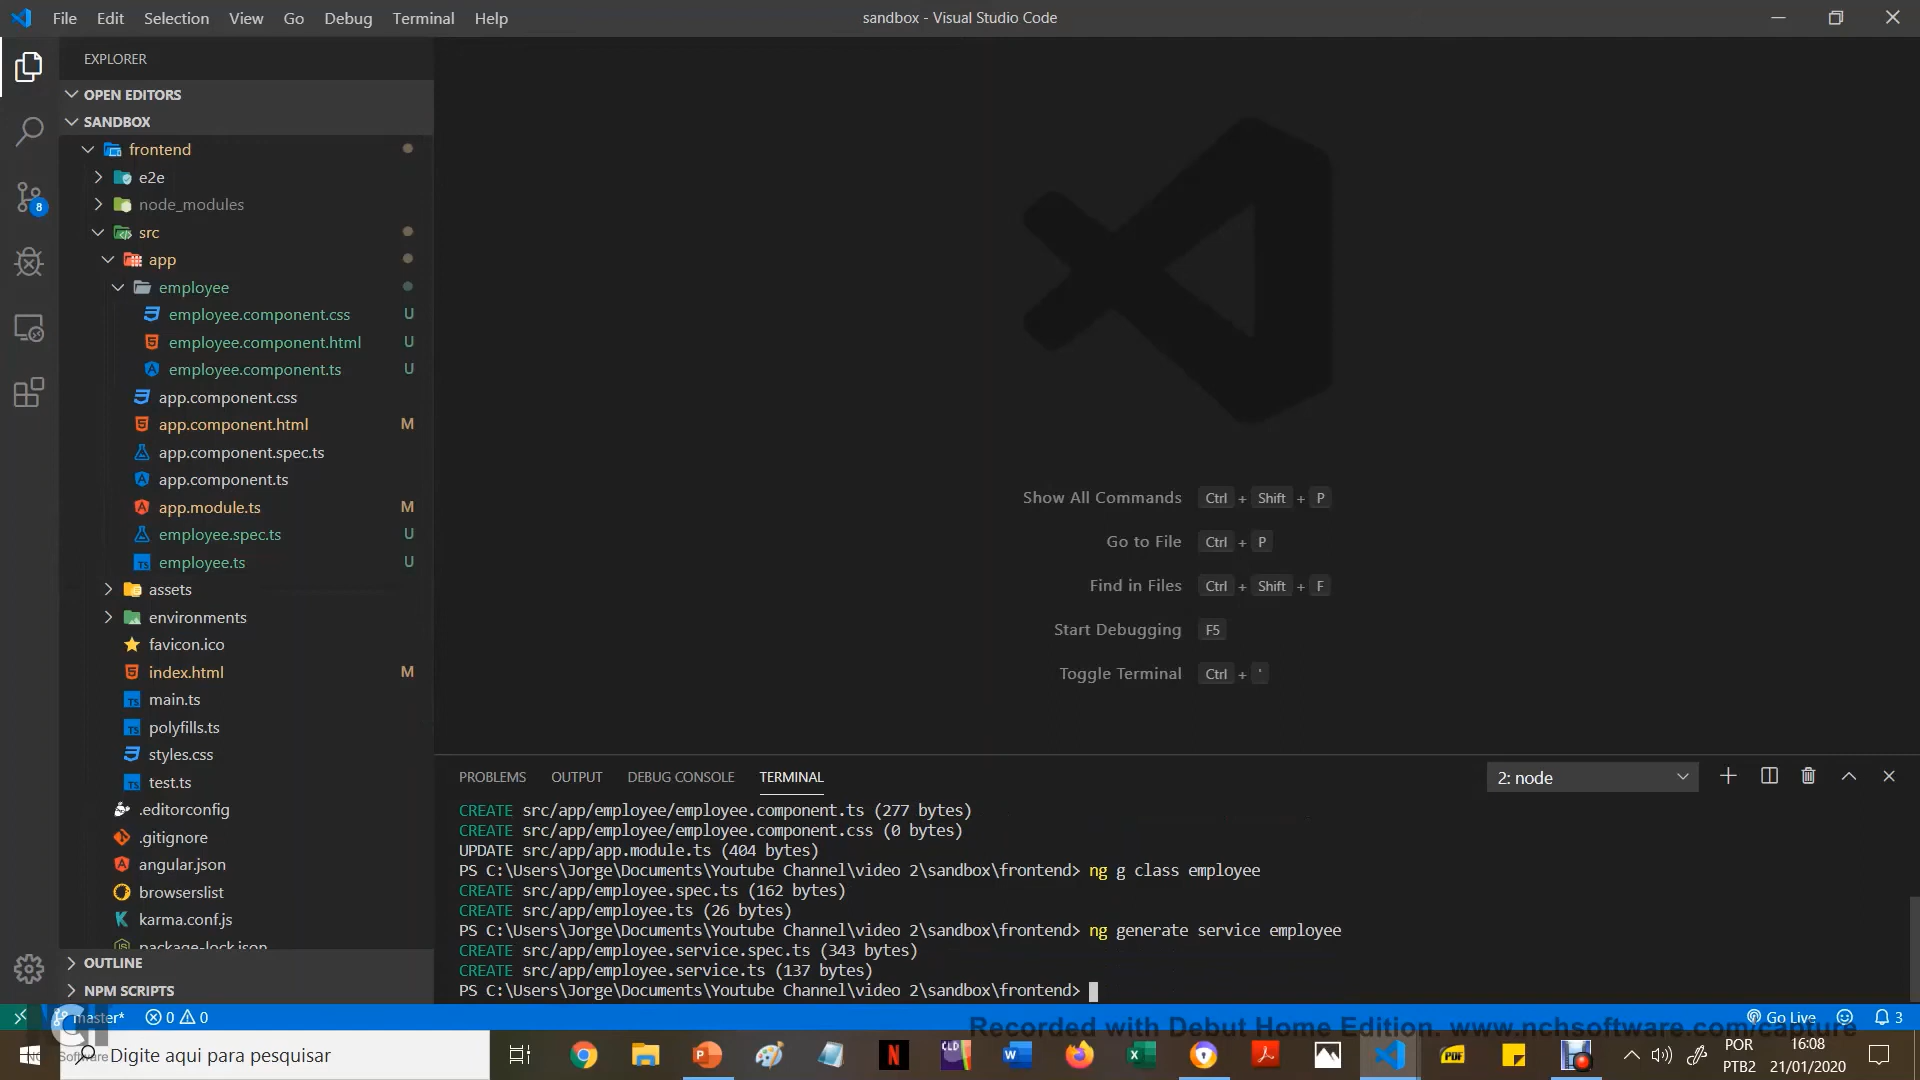 File Edit Selection View Go Debug Terminal Help
sandbox - Visual Studio Code
EXPLORER
OPEN EDITORS
SANDBOX
frontend
e2e
node_modules
src
app
employee
employee.component.css U
employee.component.html U
employee.component.ts U
app.component.css
app.component.html M
app.component.spec.ts
app.component.ts
app.module.ts M
employee.spec.ts U
employee.ts U
assets
environments
favicon.ico
index.html M
main.ts
polyfills.ts
styles.css
test.ts
.editorconfig
.gitignore
angular.json
browserslist
karma.conf.js
package-lock.json
OUTLINE
NPM SCRIPTS
8
Show All Commands Ctrl + Shift + P
Go to File Ctrl + P
Find in Files Ctrl + Shift + F
Start Debugging F5
Toggle Terminal Ctrl + '
PROBLEMS OUTPUT DEBUG CONSOLE TERMINAL
2: node
CREATE src/app/employee/employee.component.ts (277 bytes)
CREATE src/app/employee/employee.component.css (0 bytes)
UPDATE src/app/app.module.ts (404 bytes)
PS C:\Users\Jorge\Documents\Youtube Channel\video 2\sandbox\frontend> ng g class employee
CREATE src/app/employee.spec.ts (162 bytes)
CREATE src/app/employee.ts (26 bytes)
PS C:\Users\Jorge\Documents\Youtube Channel\video 2\sandbox\frontend> ng generate service employee
CREATE src/app/employee.service.spec.ts (343 bytes)
CREATE src/app/employee.service.ts (137 bytes)
PS C:\Users\Jorge\Documents\Youtube Channel\video 2\sandbox\frontend>
master* 0 0
Go Live 3
Recorded with Debut Home Edition. www.nchsoftware.com/capture
Software
Digite aqui para pesquisar
POR
PTB2
16:08
21/01/2020